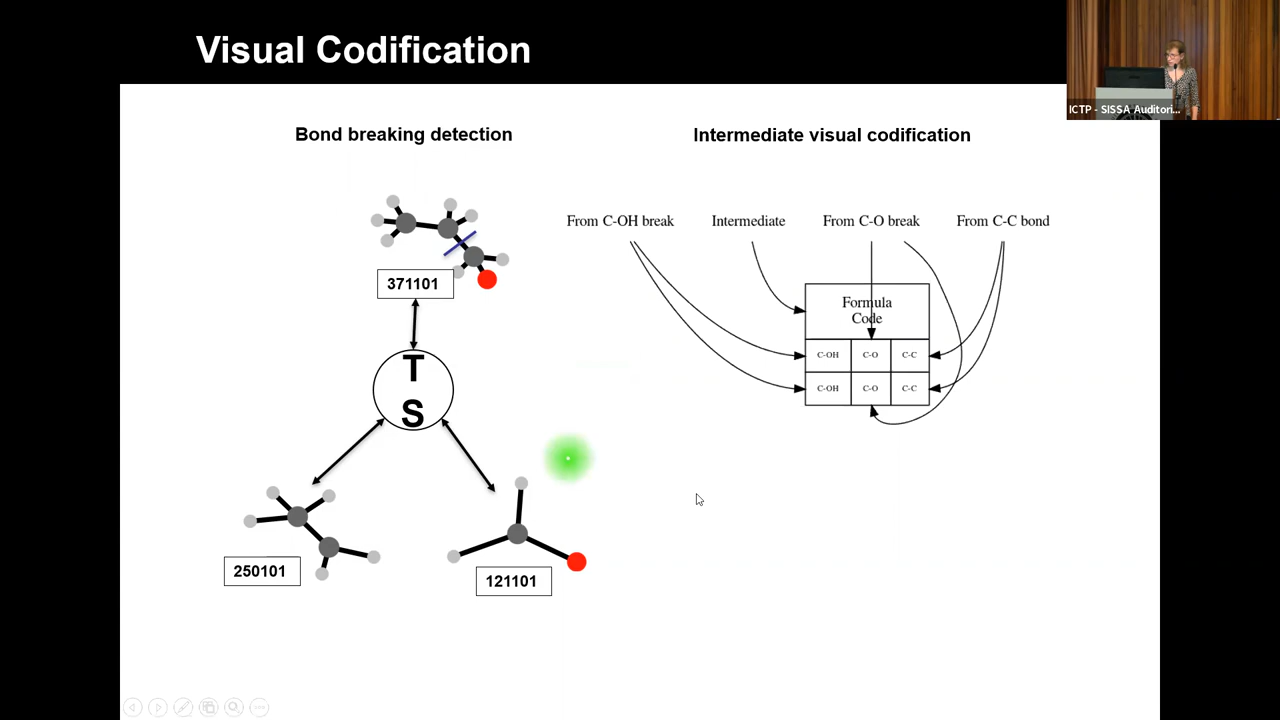 Visual Codification
ICTP - SISSA Auditori...
Bond breaking detection
Intermediate visual codification
From C-OH break
Intermediate
From C-O break
From C-C bond
371101
T
S
250101
121101
Formula
Code
C-OH
C-O
C-C
C-OH
C-O
C-C